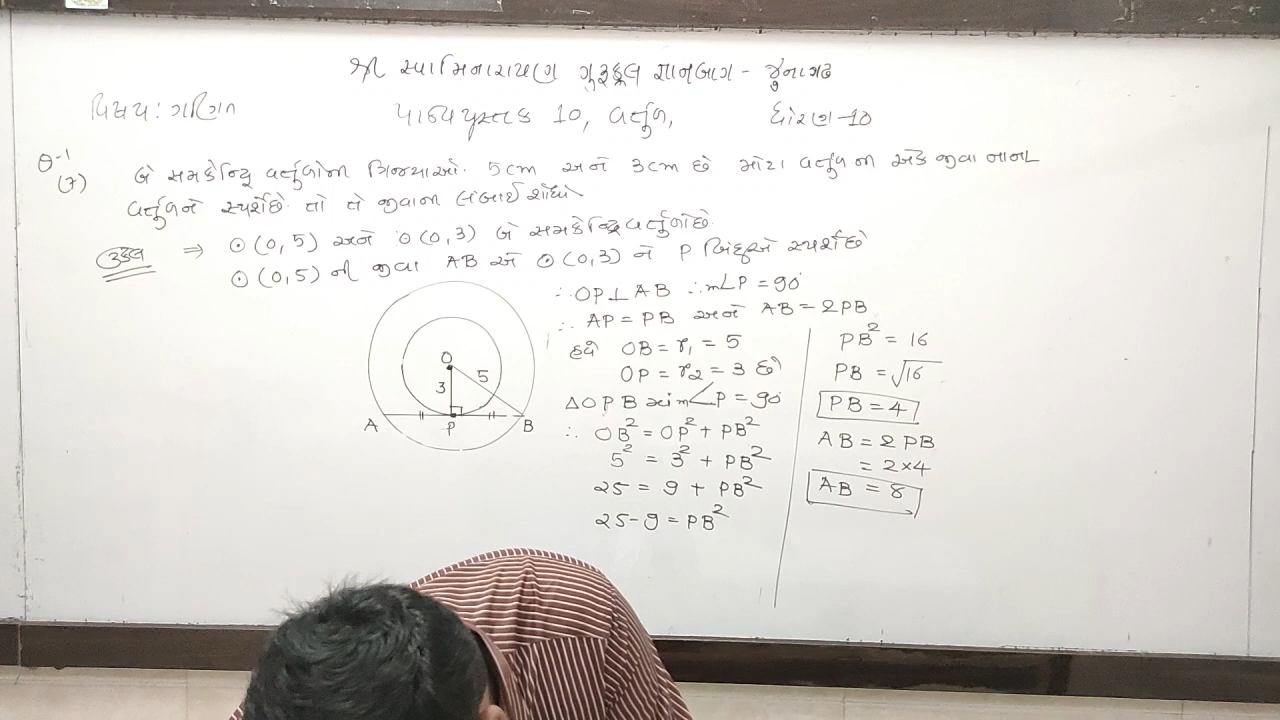 શ્રી સ્વામિનારાયણ ગુરુકુલ જ્ઞાનબાગ - જુનાગઢ
વિષય: ગણિત
પાઠ્યપુસ્તક 10, વર્તુળ,
ધોરણ-10
(7) બે સમકેન્દ્રિ વર્તુળોની ત્રિજ્યાઓ. 5cm અને 3cm છે મોટા વર્તુળની એક જીવા નાના
વર્તુળને સ્પર્શે છે. તો તે જીવાની લંબાઈ શોધો
ઉકેલ ⇒ ⊙(0,5) અને ⊙(0,3) બે સમકેન્દ્રિ વર્તુળો છે.
⊙(0,5) ની જીવા AB એ ⊙(0,3) ને P બિંદુએ સ્પર્શે છે
∴ OP⊥AB ∴ m∠P = 90°
∴ AP = PB અને AB = 2PB
હવે OB = r₁ = 5
OP = r₂ = 3 છે
ΔOPB માં m∠P = 90°
∴ OB² = OP² + PB²
5² = 3² + PB²
25 = 9 + PB²
25-9 = PB²
PB² = 16
PB = √16
PB = 4
AB = 2PB
= 2×4
AB = 8
O
3
5
A
P
B